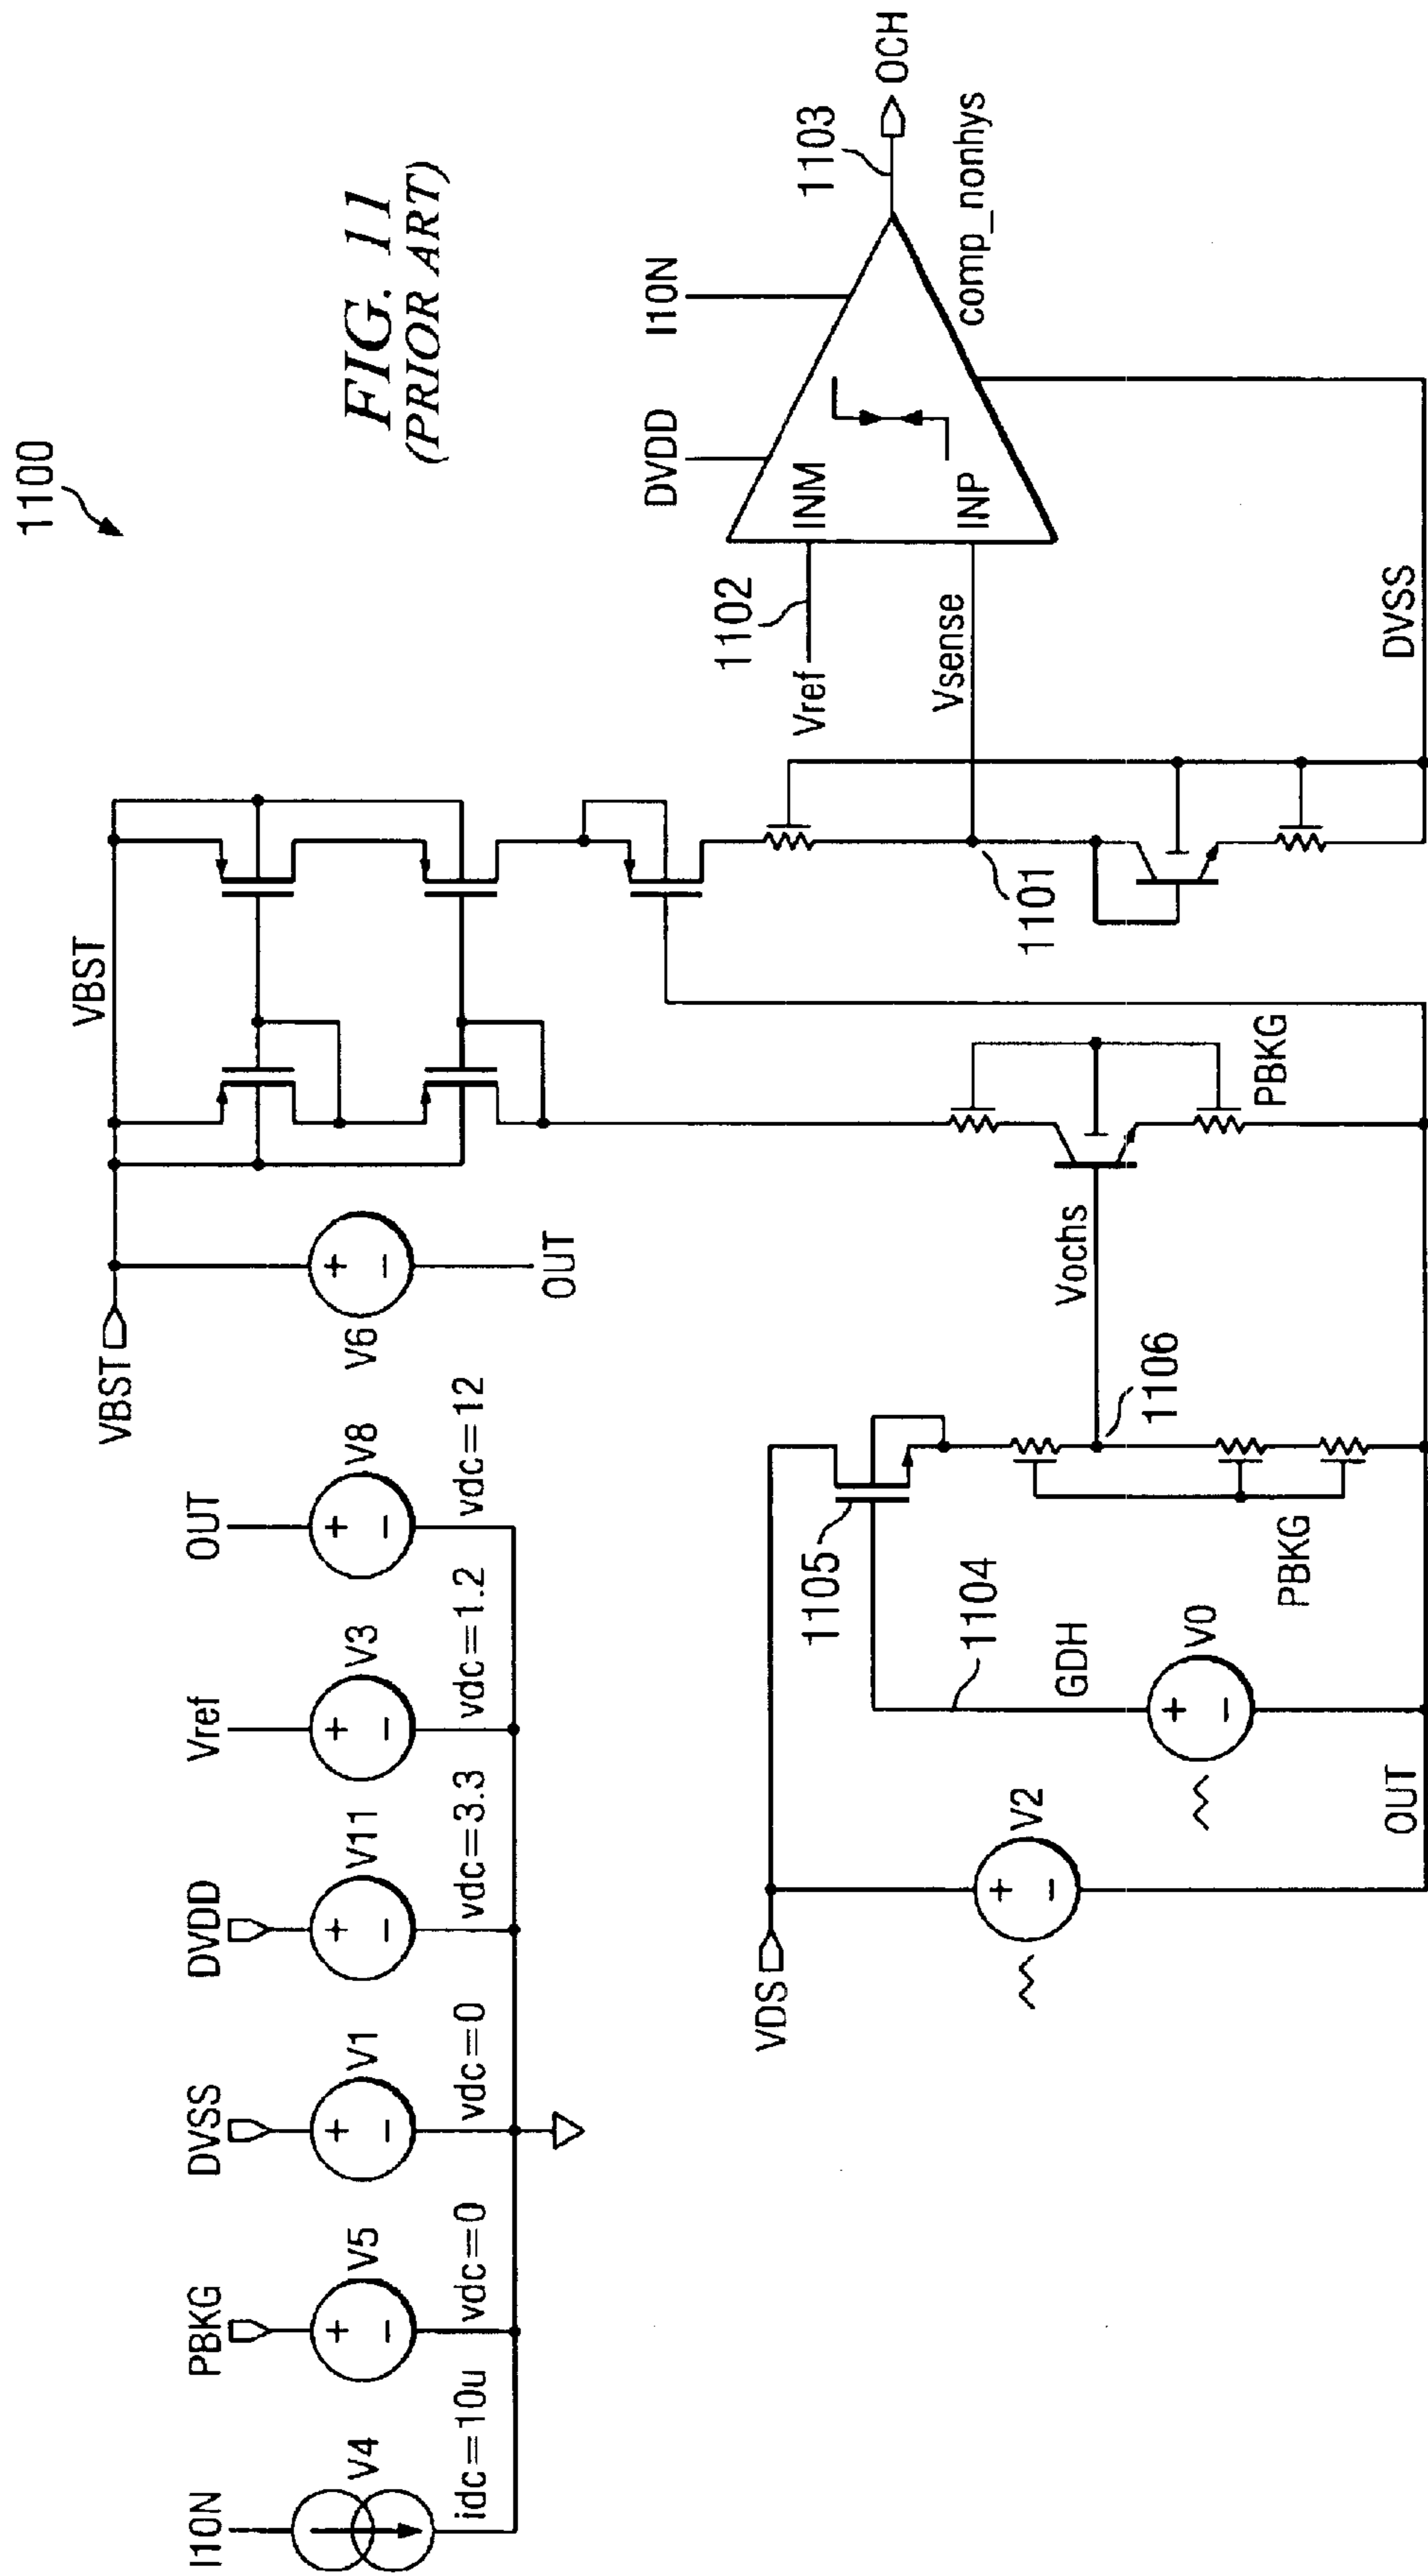 1100
FIG. 11
(PRIOR ART)
I10N
V4
idc=10u
PBKG
V5
vdc=0
DVSS
V1
vdc=0
DVDD
V11
vdc=3.3
Vref
V3
vdc=1.2
OUT
V8
vdc=12
VBST
V6
+
−
OUT
VBST
+
−
+
−
+
−
+
−
+
−
VDS
V2
+
−
1105
1104
GDH
V0
+
−
PBKG
1106
Vochs
PBKG
OUT
1101
Vref
1102
Vsense
INM
INP
DVDD
I10N
1103
OCH
comp_nonhys
DVSS